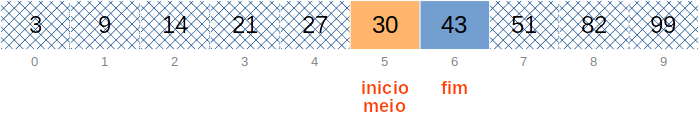 3 9 14 21 27 30 43 51 82 99
0 1 2 3 4 5 6 7 8 9
inicio fim
meio